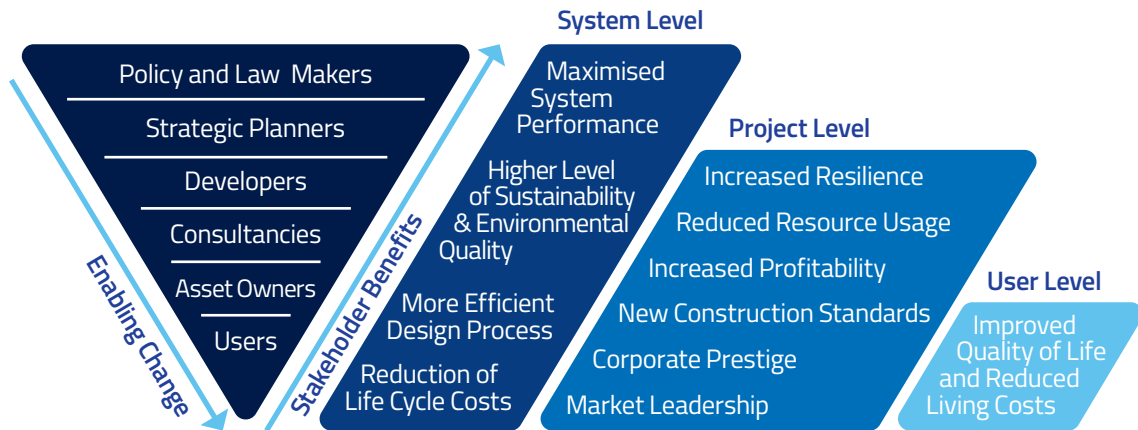 Policy and Law Makers
Strategic Planners
Developers
Consultancies
Asset Owners
Users
Enabling Change
Stakeholder Benefits
System Level
Maximised
System
Performance
Higher Level
of Sustainability
& Environmental
Quality
More Efficient
Design Process
Reduction of
Life Cycle Costs
Project Level
Increased Resilience
Reduced Resource Usage
Increased Profitability
New Construction Standards
Corporate Prestige
Market Leadership
User Level
Improved
Quality of Life
and Reduced
Living Costs